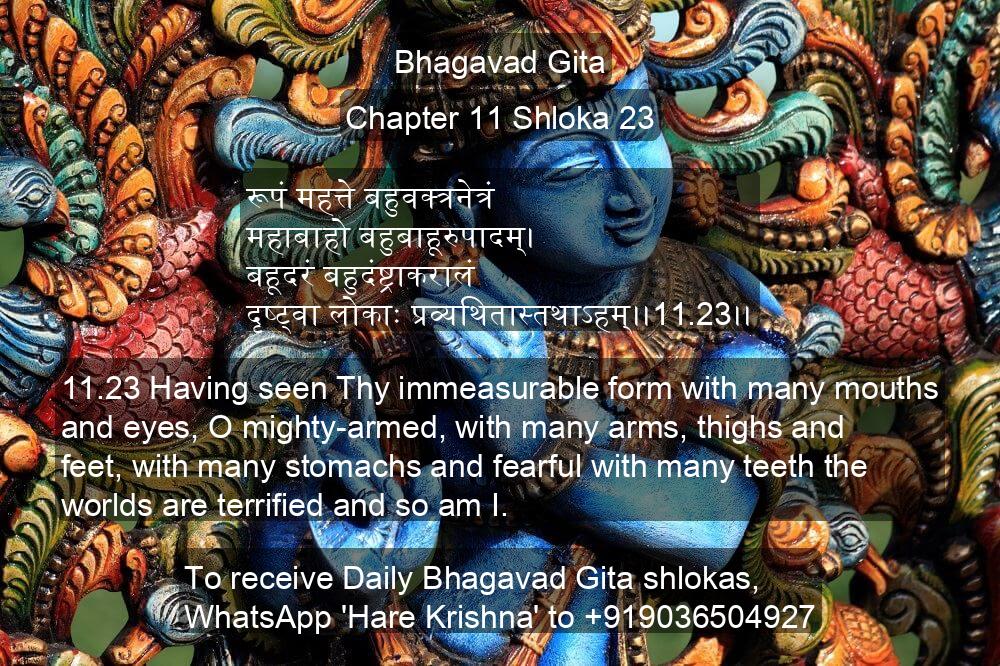 Bhagavad Gita
Chapter 11 Shloka 23
रूपं महत्ते बहुवक्त्रनेत्रं
महाबाहो बहुबाहूरुपादम्।
बहूदरं बहुदंष्ट्राकरालं
दृष्ट्वा लोकाः प्रव्यथितास्तथाऽहम्।।11.23।।
11.23 Having seen Thy immeasurable form with many mouths
and eyes, O mighty-armed, with many arms, thighs and
feet, with many stomachs and fearful with many teeth the
worlds are terrified and so am I.
To receive Daily Bhagavad Gita shlokas,
WhatsApp 'Hare Krishna' to +919036504927